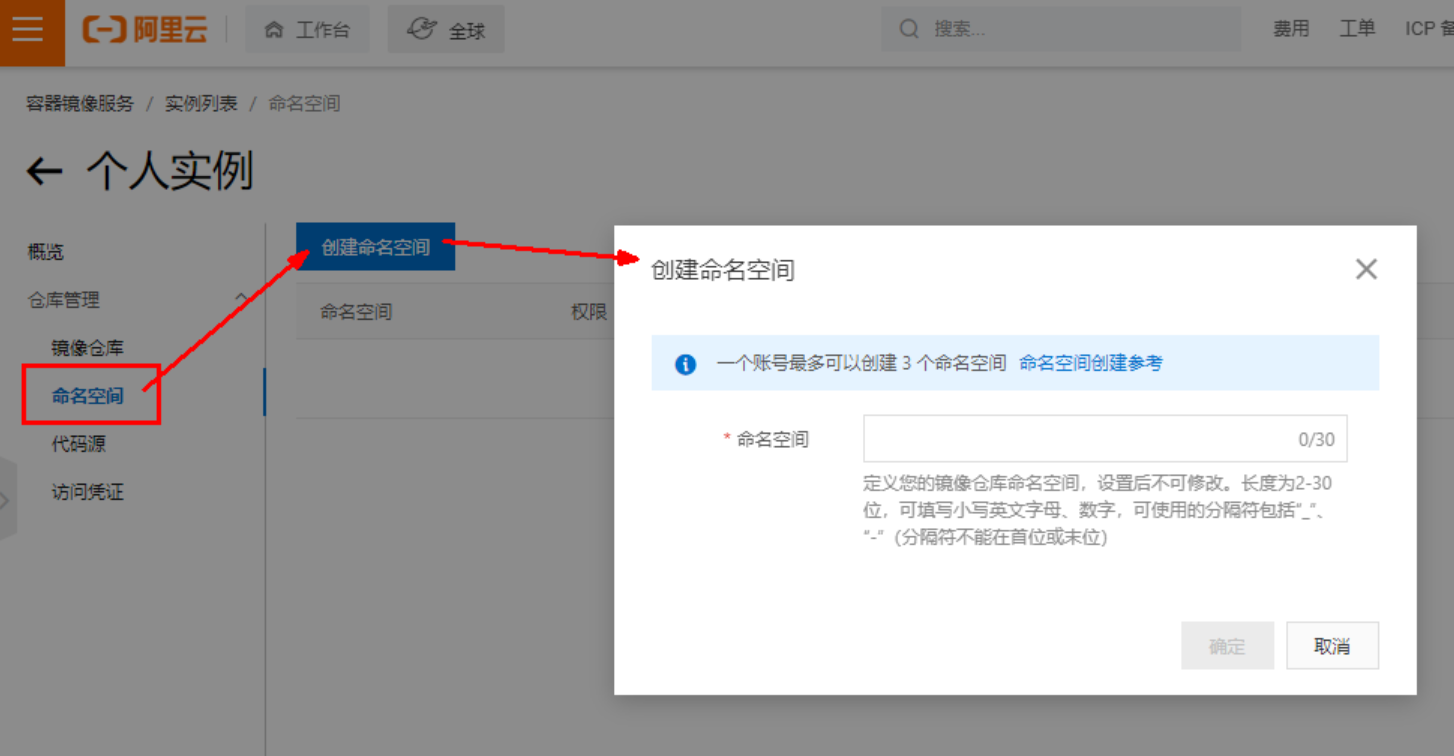 阿里云 工作台 全球 搜索... 费用 工单 ICP 备
容器镜像服务 / 实例列表 / 命名空间
个人实例
概览
仓库管理
镜像仓库
命名空间
代码源
访问凭证
创建命名空间
命名空间 权限
创建命名空间
一个账号最多可以创建 3 个命名空间 命名空间创建参考
* 命名空间
0/30
定义您的镜像仓库命名空间，设置后不可修改。长度为2-30
位，可填写小写英文字母、数字，可使用的分隔符包括“_”、
“-”（分隔符不能在首位或末位）
确定 取消